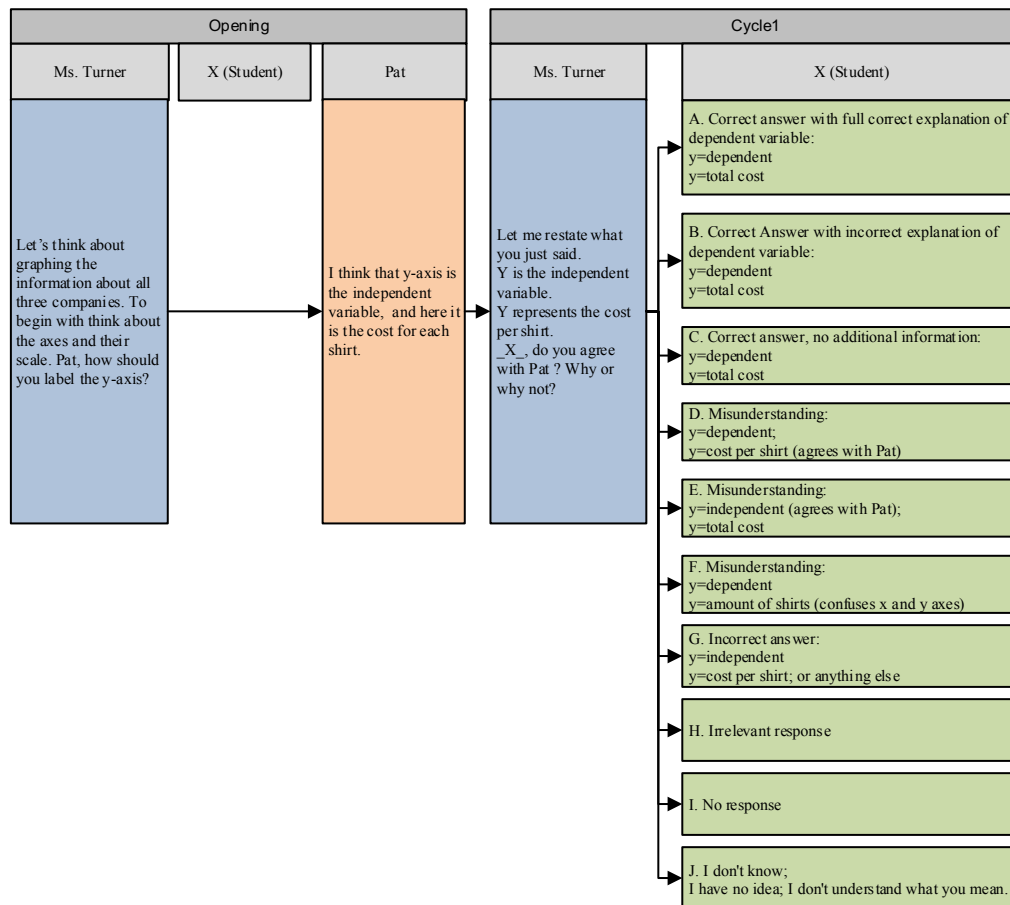 Opening
Cycle1
Ms. Turner
X (Student)
Pat
Ms. Turner
X (Student)
Let’s think about
graphing the
information about all
three companies. To
begin with think about
the axes and their
scale. Pat, how should
you label the y-axis?
I think that y-axis is
the independent
variable,  and here it
is the cost for each
shirt.
Let me restate what
you just said.
Y is the independent
variable.
Y represents the cost
per shirt.
_X_, do you agree
with Pat ? Why or
why not?
A. Correct answer with full correct explanation of
dependent variable:
y=dependent
y=total cost
B. Correct Answer with incorrect explanation of
dependent variable:
y=dependent
y=total cost
C. Correct answer, no additional information:
y=dependent
y=total cost
D. Misunderstanding:
y=dependent;
y=cost per shirt (agrees with Pat)
E. Misunderstanding:
y=independent (agrees with Pat);
y=total cost
F. Misunderstanding:
y=dependent
y=amount of shirts (confuses x and y axes)
G. Incorrect answer:
y=independent
y=cost per shirt; or anything else
H. Irrelevant response
I. No response
J. I don't know;
I have no idea; I don't understand what you mean.